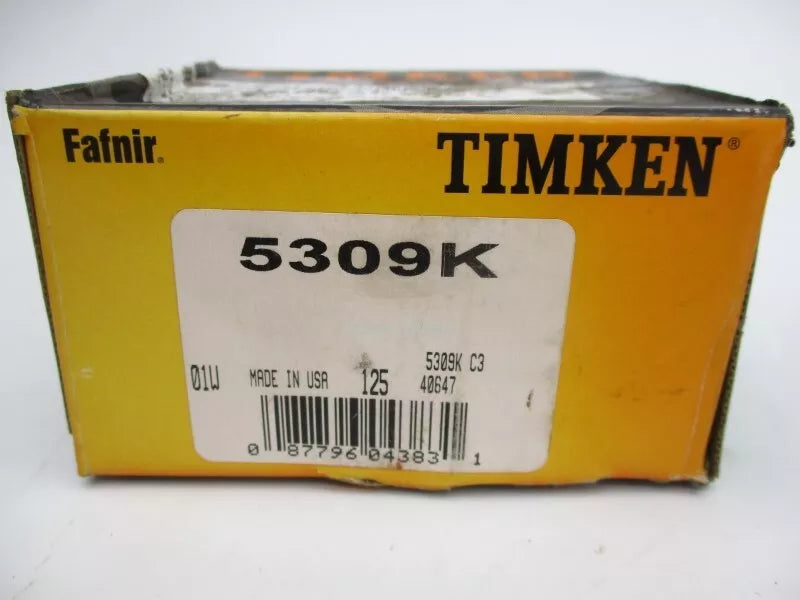 Fafnir®
TIMKEN®
5309K
5309K C3
01W MADE IN USA 125 40647
0 87796 04383 1